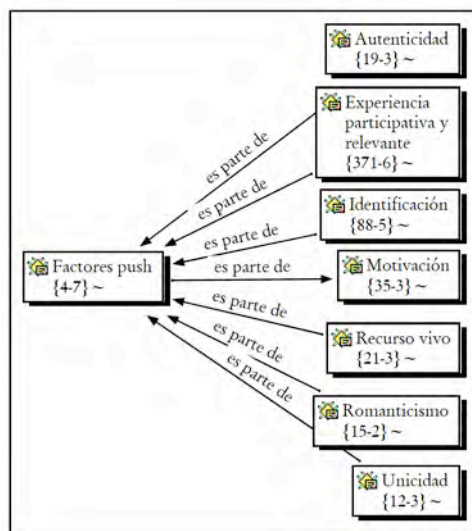 Autenticidad
{19-3} ~
Experiencia
participativa y
relevante
{371-6} ~
es parte de
es parte de
Identificación
{88-5} ~
es parte de
Factores push
{4-7} ~
es parte de
Motivación
{35-3} ~
es parte de
Recurso vivo
{21-3} ~
es parte de
es parte de
Romanticismo
{15-2} ~
Unicidad
{12-3} ~